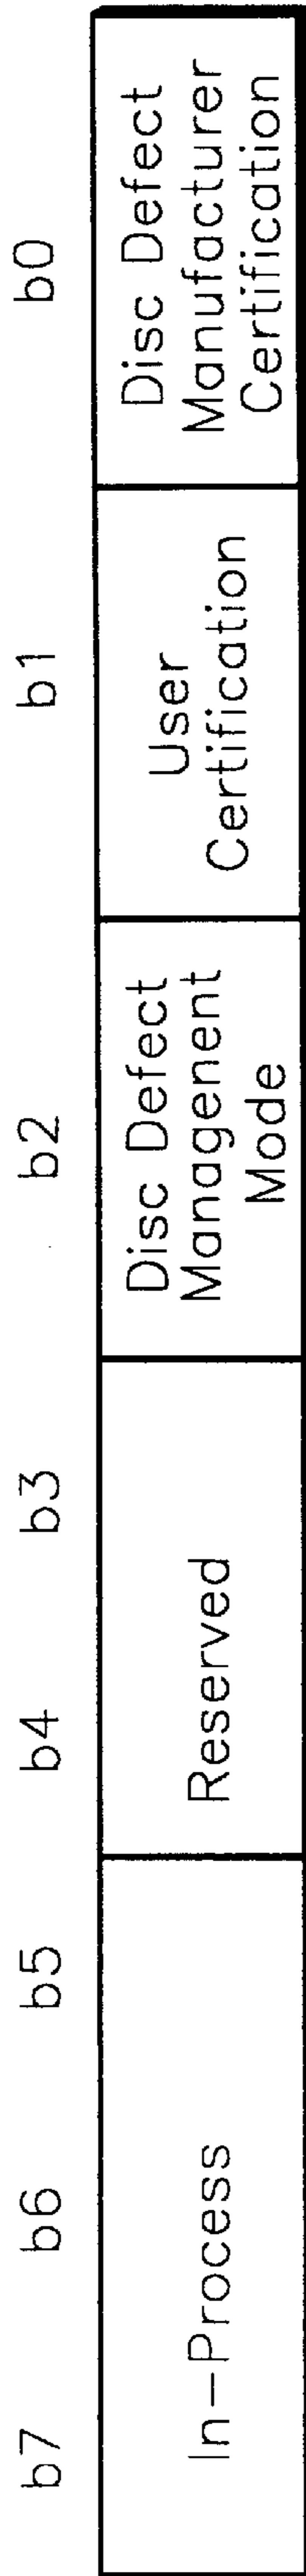 b7 b6 b5 b4 b3 b2 b1 b0
In-Process
Reserved
Disc Defect
Managenent
Mode
User
Certification
Disc Defect
Manufacturer
Certification